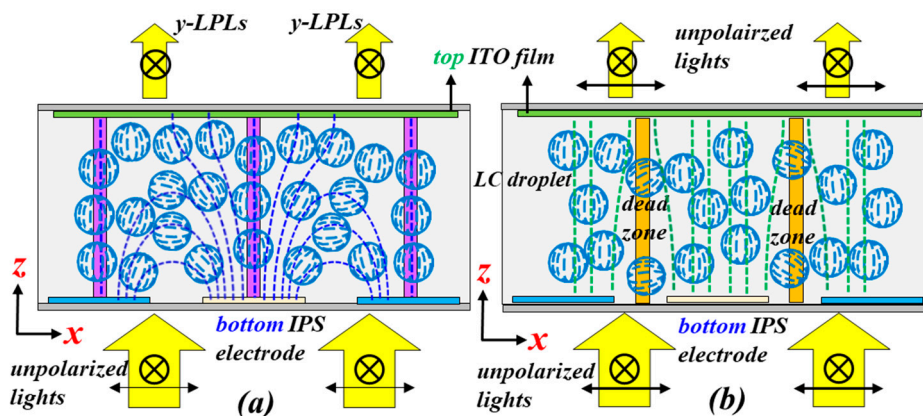 y-LPLs
y-LPLs
top ITO film
unpolairzed
lights
LC droplet
dead
zone
dead
zone
z
x
bottom IPS
electrode
unpolarized
lights
(a)
z
x
bottom IPS
electrode
unpolarized
lights
(b)